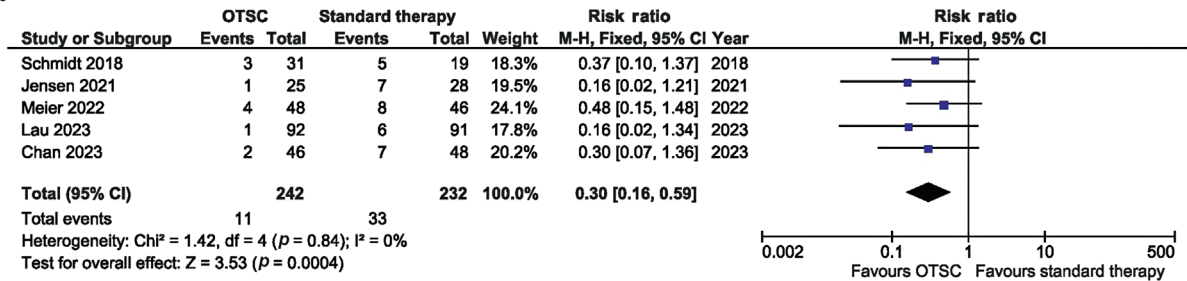 OTSC Standard therapy Risk ratio Risk ratio
Study or Subgroup Events Total Events Total Weight M-H, Fixed, 95% CI Year M-H, Fixed, 95% CI
Schmidt 2018 3 31 5 19 18.3% 0.37 [0.10, 1.37] 2018
Jensen 2021 1 25 7 28 19.5% 0.16 [0.02, 1.21] 2021
Meier 2022 4 48 8 46 24.1% 0.48 [0.15, 1.48] 2022
Lau 2023 1 92 6 91 17.8% 0.16 [0.02, 1.34] 2023
Chan 2023 2 46 7 48 20.2% 0.30 [0.07, 1.36] 2023
Total (95% CI) 242 232 100.0% 0.30 [0.16, 0.59]
Total events 11 33
Heterogeneity: Chi² = 1.42, df = 4 (p = 0.84); I² = 0%
Test for overall effect: Z = 3.53 (p = 0.0004)
0.002 0.1 1 10 500
Favours OTSC Favours standard therapy